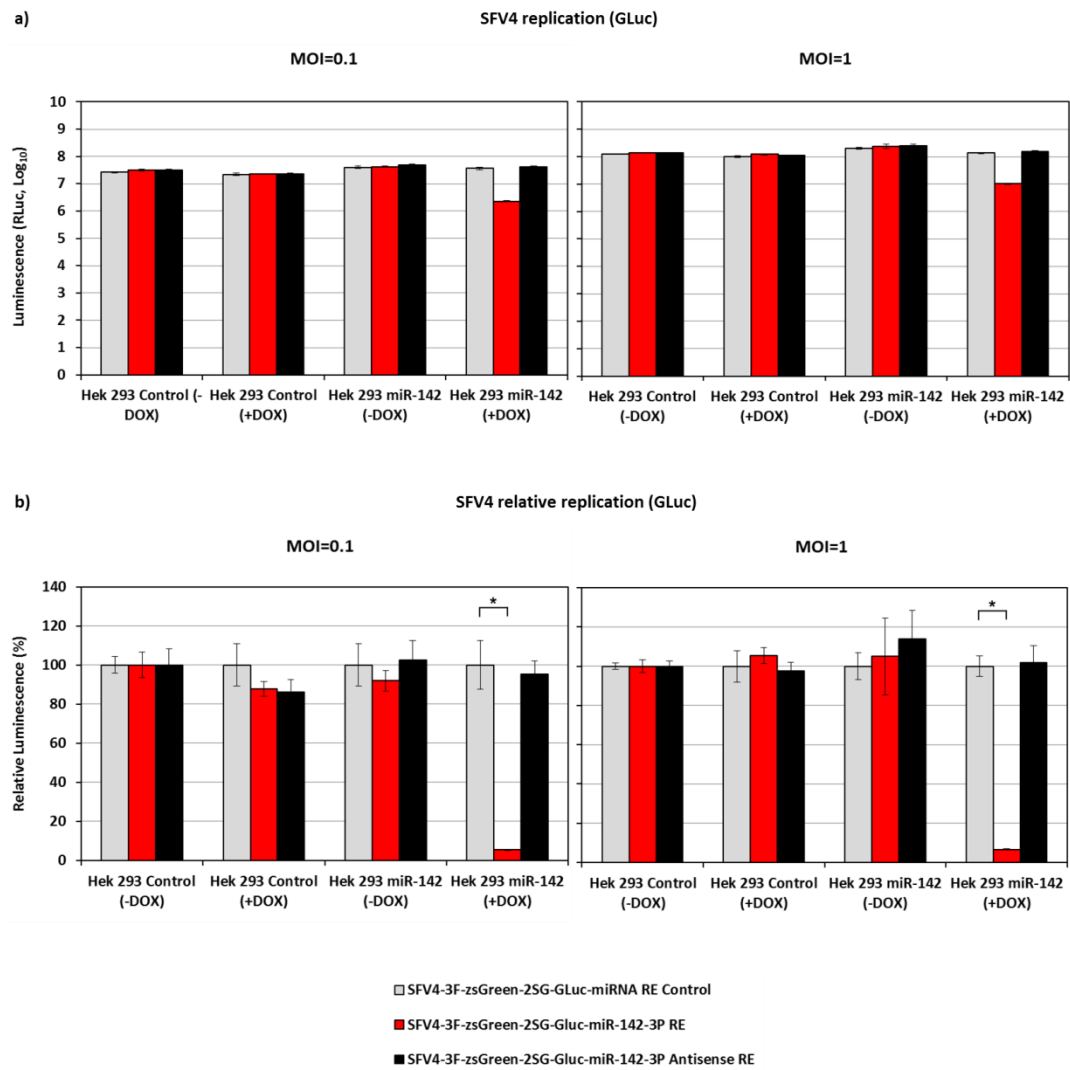 a)
SFV4 replication (GLuc)
MOI=0.1
MOI=1
Luminescence (RLuc, Log10)
10
9
8
7
6
5
4
3
2
1
0
Hek 293 Control (-
DOX)
Hek 293 Control
(+DOX)
Hek 293 miR-142
(-DOX)
Hek 293 miR-142
(+DOX)
Hek 293 Control
(-DOX)
Hek 293 Control
(+DOX)
Hek 293 miR-142
(-DOX)
Hek 293 miR-142
(+DOX)
b)
SFV4 relative replication (GLuc)
MOI=0.1
MOI=1
Relative Luminescence (%)
140
120
100
80
60
40
20
0
*
*
Hek 293 Control
(-DOX)
Hek 293 Control
(+DOX)
Hek 293 miR-142
(-DOX)
Hek 293 miR-142
(+DOX)
Hek 293 Control
(-DOX)
Hek 293 Control
(+DOX)
Hek 293 miR-142
(-DOX)
Hek 293 miR-142
(+DOX)
SFV4-3F-zsGreen-2SG-GLuc-miRNA RE Control
SFV4-3F-zsGreen-2SG-Gluc-miR-142-3P RE
SFV4-3F-zsGreen-2SG-Gluc-miR-142-3P Antisense RE